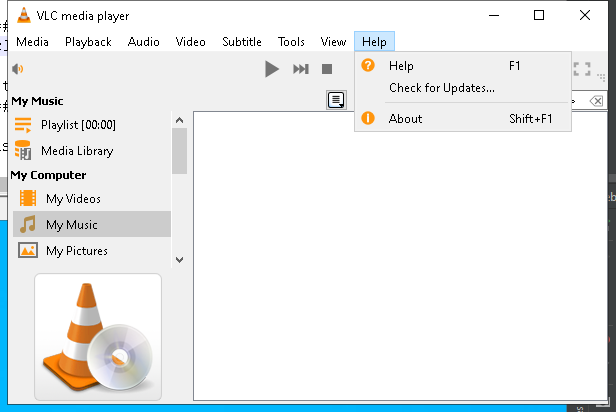 VLC media player
Media Playback Audio Video Subtitle Tools View Help
Help F1
Check for Updates...
About Shift+F1
My Music
Playlist [00:00]
Media Library
My Computer
My Videos
My Music
My Pictures